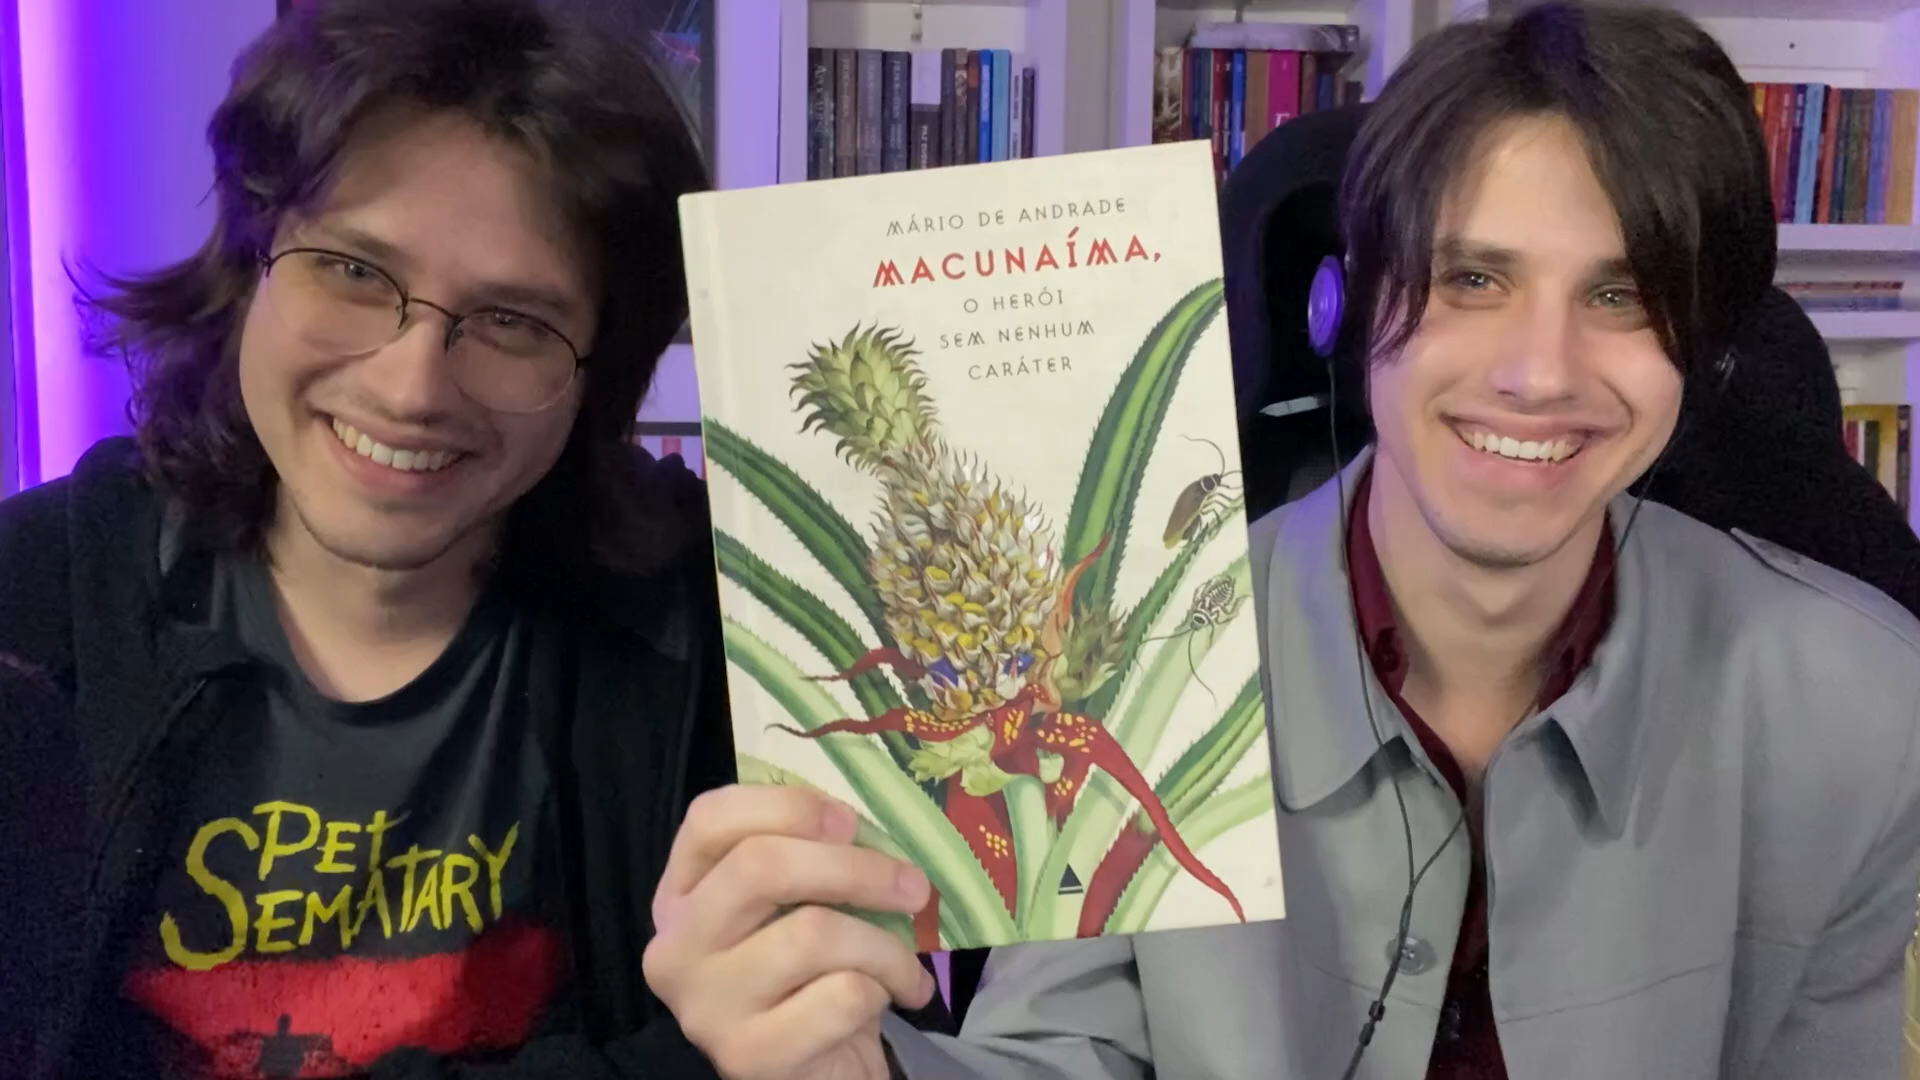 MÁRIO DE ANDRADE
MACUNAÍMA,
O HERÓI
SEM NENHUM
CARÁTER
PET
SEMATARY